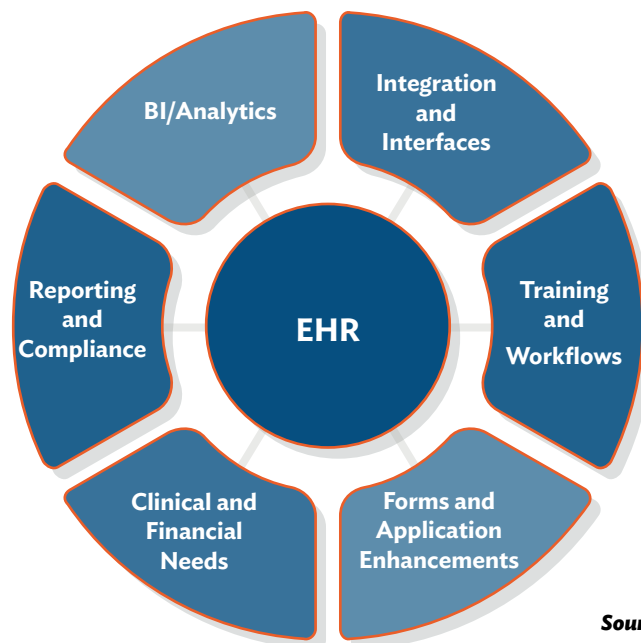 BI/Analytics
Integration
and
Interfaces
Reporting
and
Compliance
EHR
Training
and
Workflows
Clinical and
Financial
Needs
Forms and
Application
Enhancements